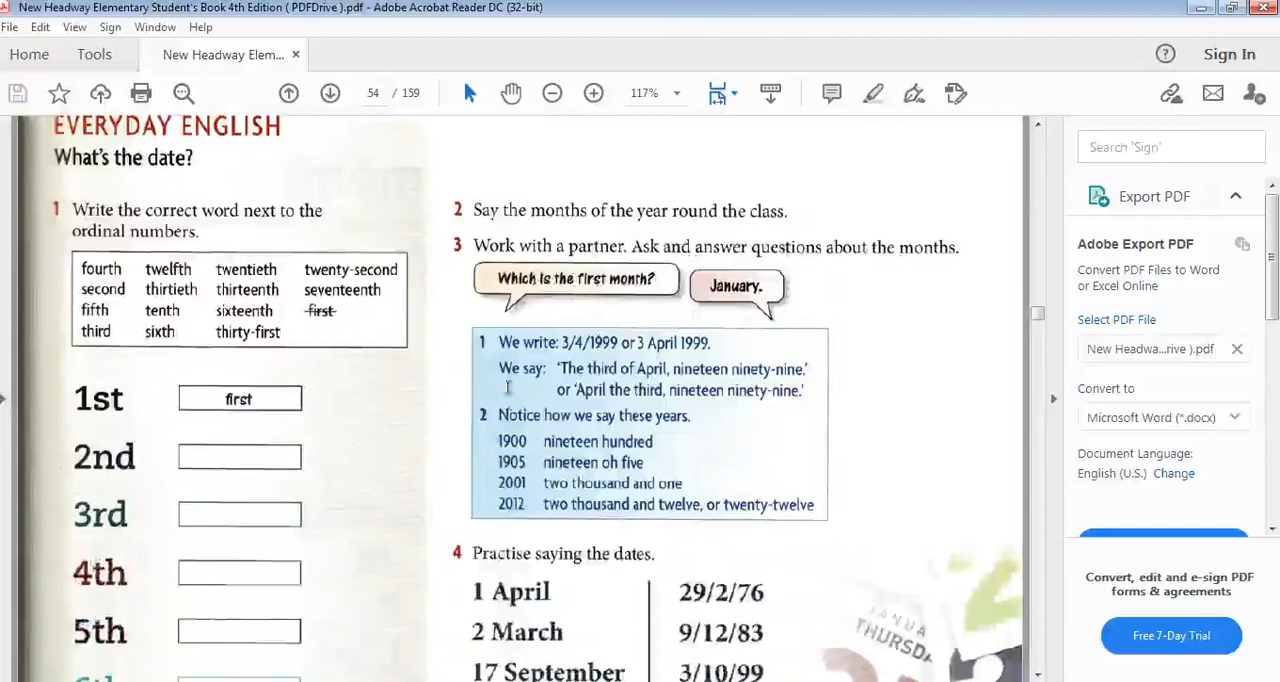 New Headway Elementary Student's Book 4th Edition ( PDFDrive ).pdf - Adobe Acrobat Reader DC (32-bit)
File Edit View Sign Window Help
Home Tools New Headway Elem... × Sign In
54 / 159 117%
EVERYDAY ENGLISH
What's the date?
1 Write the correct word next to the
ordinal numbers.
fourth twelfth twentieth twenty-second
second thirtieth thirteenth seventeenth
fifth tenth sixteenth first
third sixth thirty-first
1st first
2nd
3rd
4th
5th
2 Say the months of the year round the class.
3 Work with a partner. Ask and answer questions about the months.
Which is the first month?
January.
1 We write: 3/4/1999 or 3 April 1999.
We say: 'The third of April, nineteen ninety-nine.'
or 'April the third, nineteen ninety-nine.'
2 Notice how we say these years.
1900 nineteen hundred
1905 nineteen oh five
2001 two thousand and one
2012 two thousand and twelve, or twenty-twelve
4 Practise saying the dates.
1 April 29/2/76
2 March 9/12/83
17 September 3/10/99
JANUA
THURSDA
Search 'Sign'
Export PDF
Adobe Export PDF
Convert PDF Files to Word
or Excel Online
Select PDF File
New Headwa...rive ).pdf ×
Convert to
Microsoft Word (*.docx)
Document Language:
English (U.S.) Change
Convert, edit and e-sign PDF
forms & agreements
Free 7-Day Trial